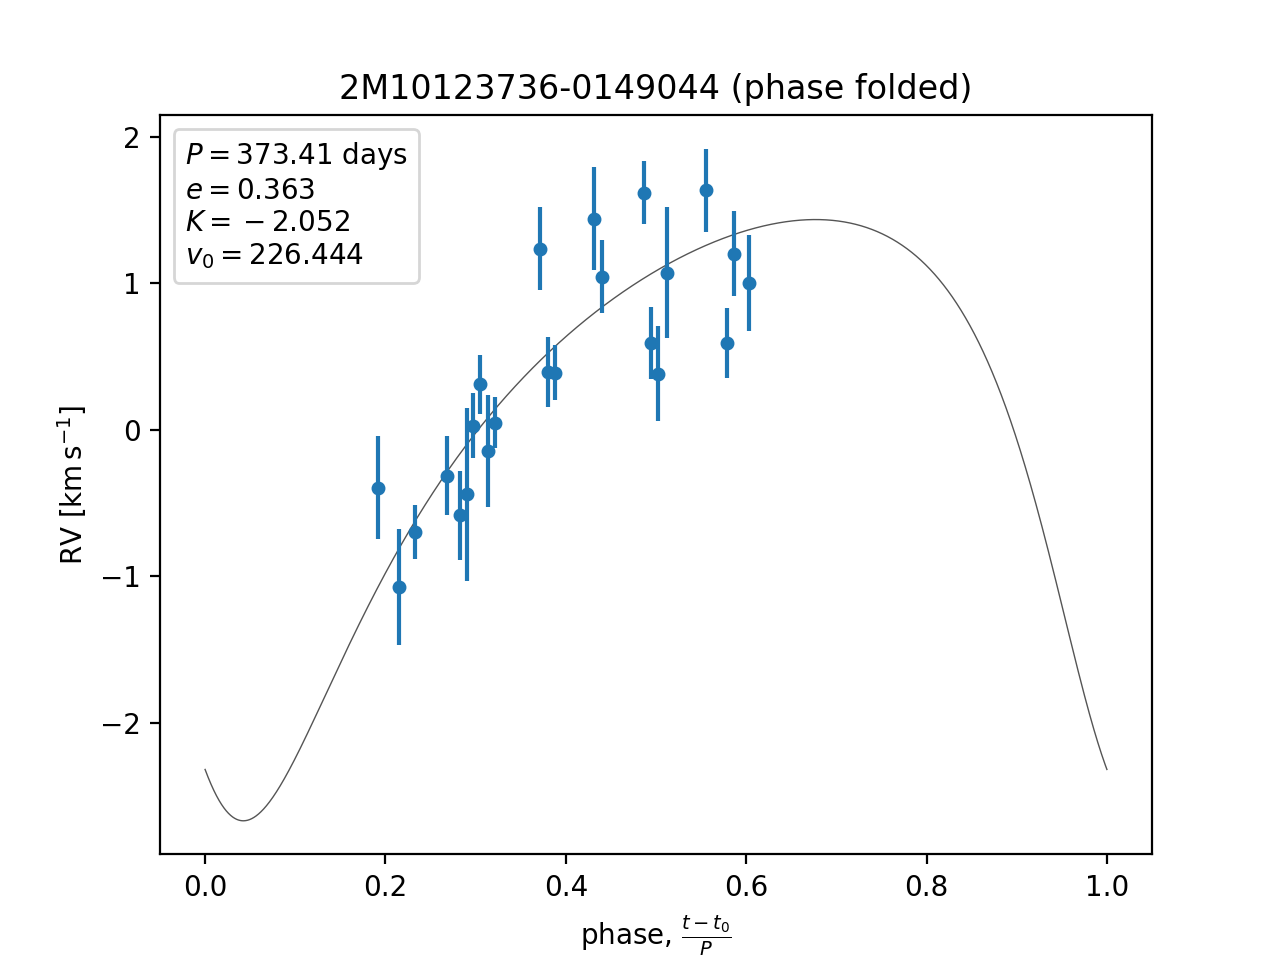 2M10123736-0149044 (phase folded)
P = 373.41 days
e = 0.363
K = −2.052
v₀ = 226.444
2
1
0
−1
−2
RV [km s⁻¹]
0.0 0.2 0.4 0.6 0.8 1.0
phase, (t − t₀)/P